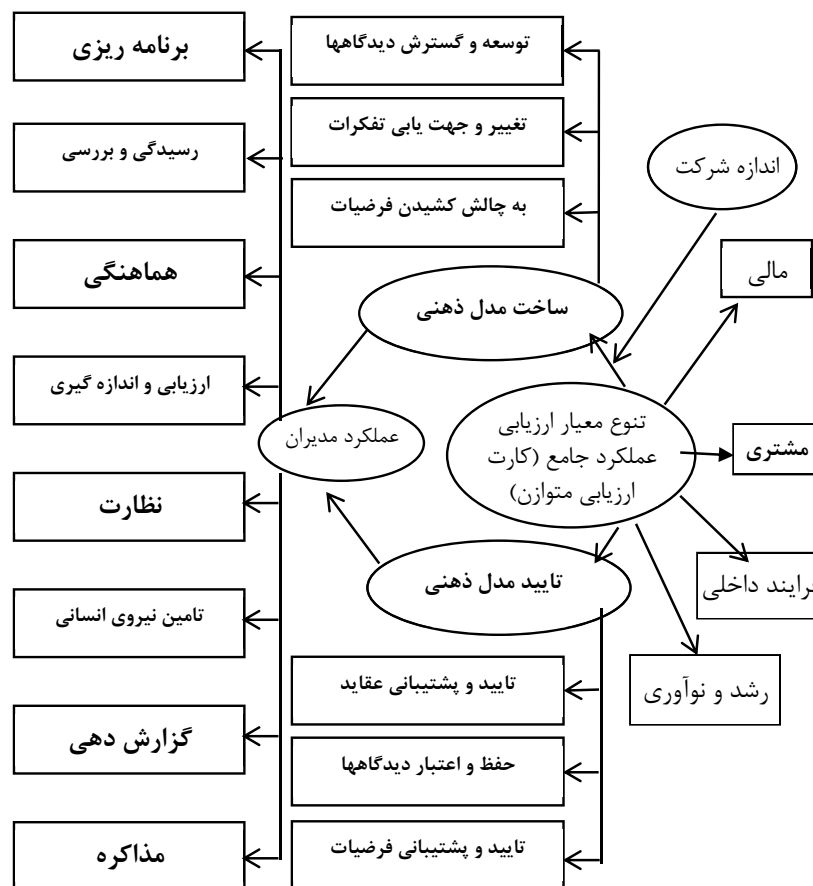 اندازه شرکت
مالی
تنوع معیار ارزیابی
عملکرد جامع (کارت
ارزیابی متوازن)
مشتری
فرایند داخلی
رشد و نوآوری
توسعه و گسترش دیدگاهها
تغییر و جهت یابی تفکرات
به چالش کشیدن فرضیات
ساخت مدل ذهنی
عملکرد مدیران
تایید مدل ذهنی
تایید و پشتیبانی عقاید
حفظ و اعتبار دیدگاهها
تایید و پشتیبانی فرضیات
برنامه ریزی
رسیدگی و بررسی
هماهنگی
ارزیابی و اندازه گیری
نظارت
تامین نیروی انسانی
گزارش دهی
مذاکره